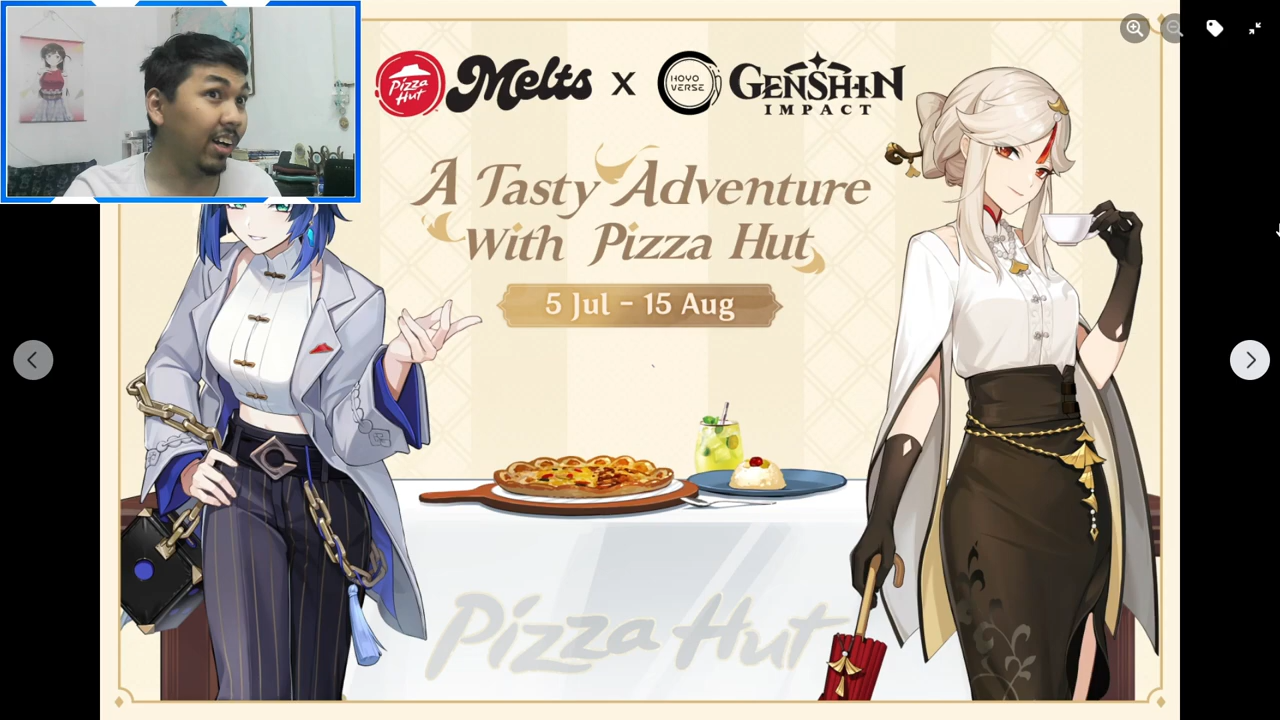 Pizza Hut Melts X HOYO VERSE GENSHIN IMPACT
A Tasty Adventure
With Pizza Hut
5 Jul - 15 Aug
Pizza Hut